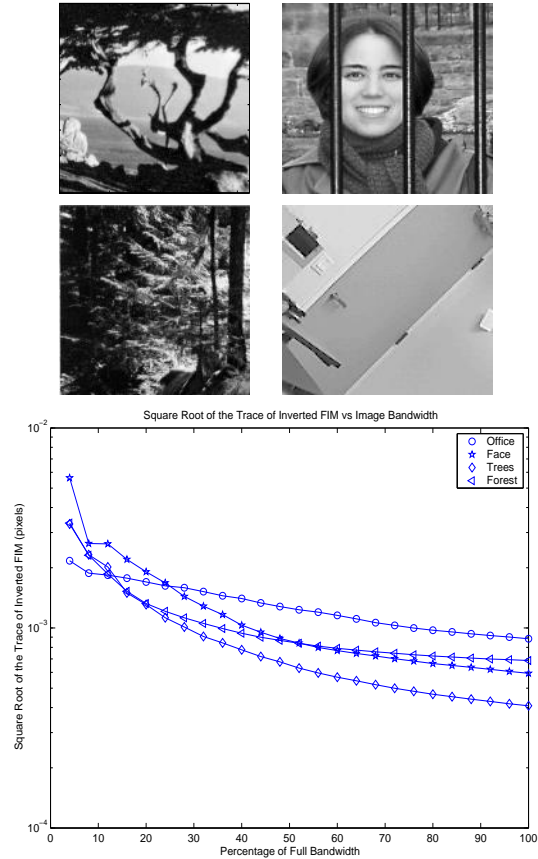 Square Root of the Trace of Inverted FIM vs Image Bandwidth
Square Root of the Trace of Inverted FIM (pixels)
10^-2
10^-3
10^-4
Office
Face
Trees
Forest
0 10 20 30 40 50 60 70 80 90 100
Percentage of Full Bandwidth